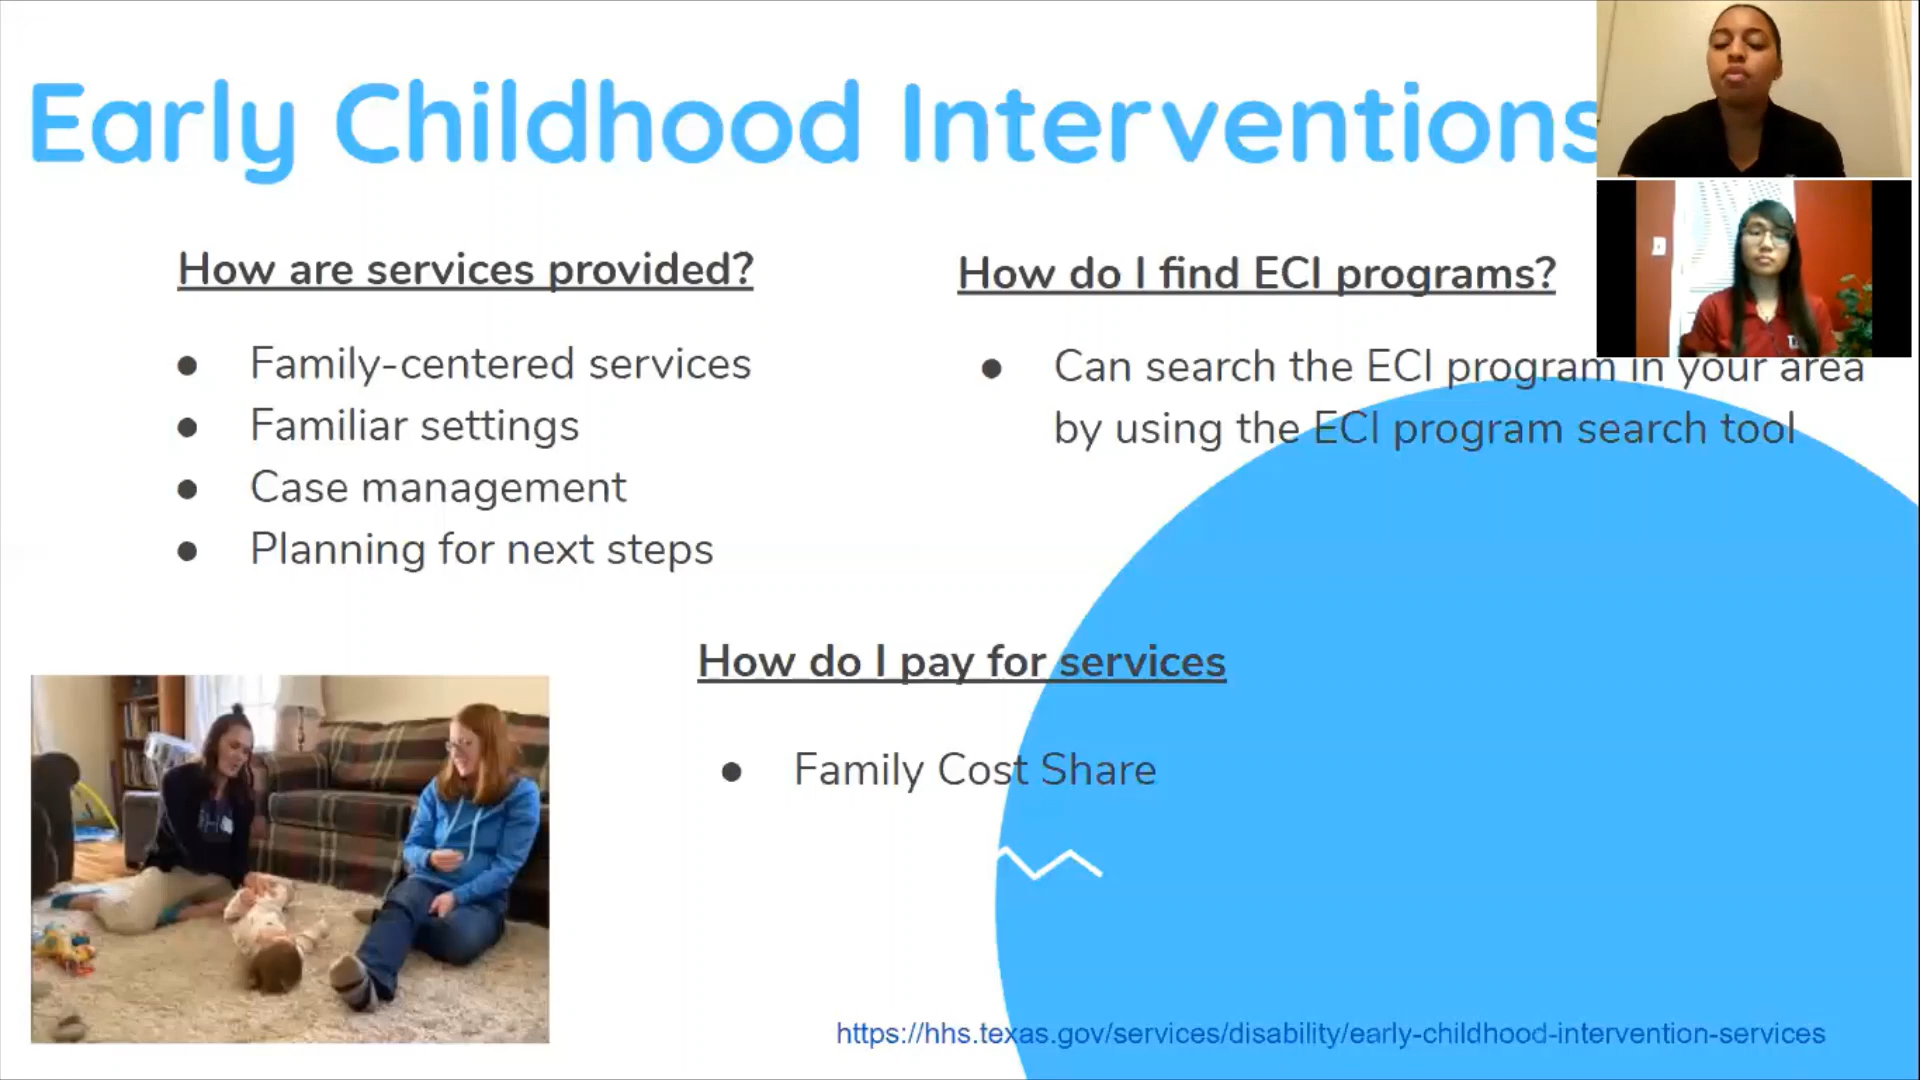 Early Childhood Interventions
How are services provided?
Family-centered services
Familiar settings
Case management
Planning for next steps
How do I find ECI programs?
Can search the ECI program in your area
by using the ECI program search tool
How do I pay for services
Family Cost Share
https://hhs.texas.gov/services/disability/early-childhood-intervention-services